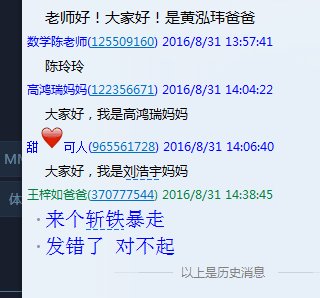 老师好！大家好！是黄泓玮爸爸
数学陈老师(125509160) 2016/8/31 13:57:41
陈玲玲
高鸿瑞妈妈(122356671) 2016/8/31 14:04:22
大家好，我是高鸿瑞妈妈
甜❤可人(965561728) 2016/8/31 14:06:40
大家好，我是刘浩宇妈妈
王梓如爸爸(370777544) 2016/8/31 14:38:45
来个斩铁暴走
发错了 对不起
以上是历史消息
MM
体